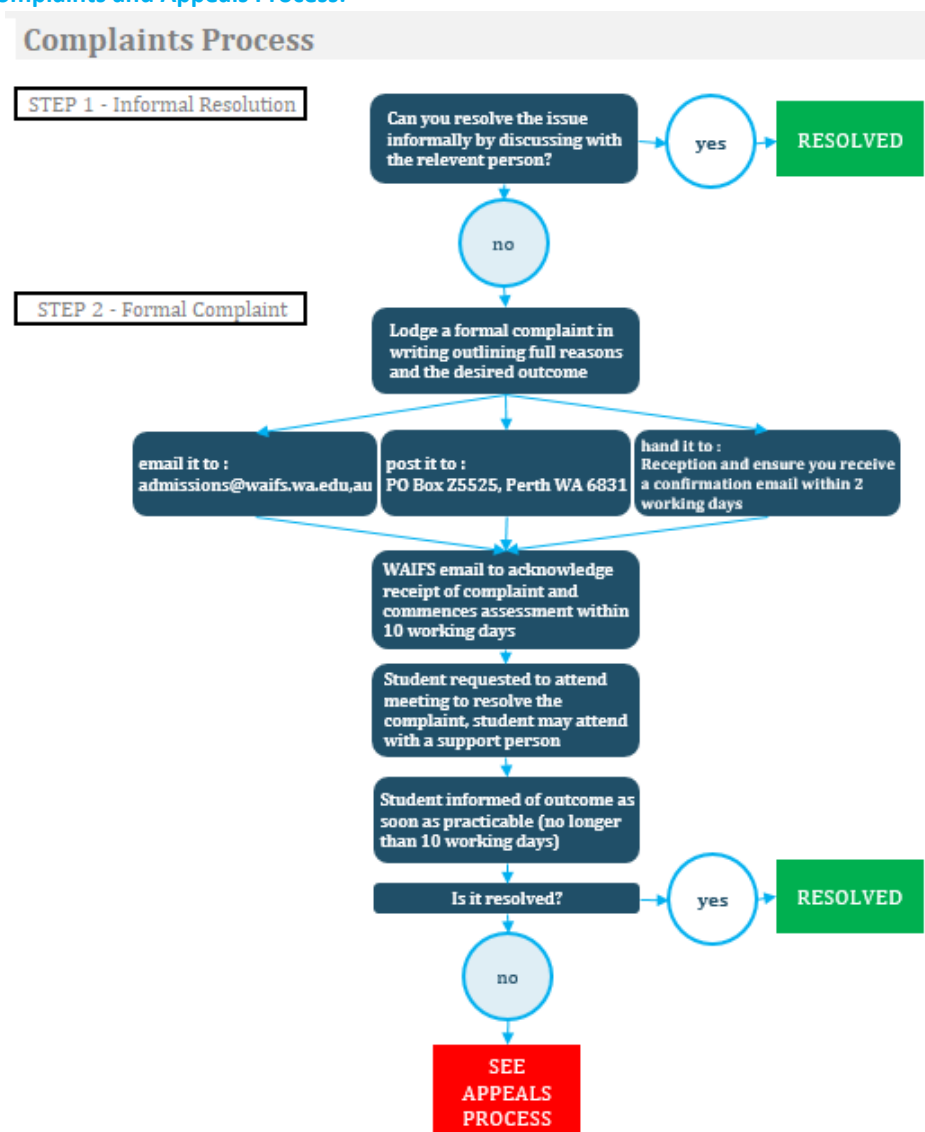 omplaints and Appeals Process:
Complaints Process
STEP 1 - Informal Resolution
Can you resolve the issue
informally by discussing with
the relevent person?
yes
RESOLVED
no
STEP 2 - Formal Complaint
Lodge a formal complaint in
writing outlining full reasons
and the desired outcome
email it to :
admissions@waifs.wa.edu,au
post it to :
PO Box Z5525, Perth WA 6831
hand it to :
Reception and ensure you receive
a confirmation email within 2
working days
WAIFS email to acknowledge
receipt of complaint and
commences assessment within
10 working days
Student requested to attend
meeting to resolve the
complaint, student may attend
with a support person
Student informed of outcome as
soon as practicable (no longer
than 10 working days)
Is it resolved?
yes
RESOLVED
no
SEE
APPEALS
PROCESS